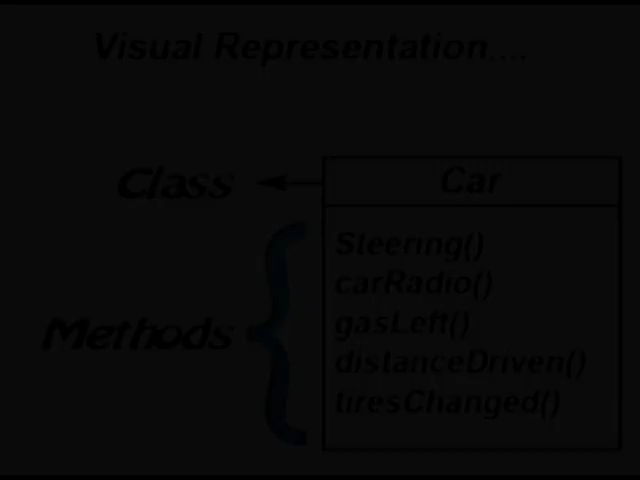 Visual Representation....
Class
Car
Methods
Steering()
carRadio()
gasLeft()
distanceDriven()
tiresChanged()